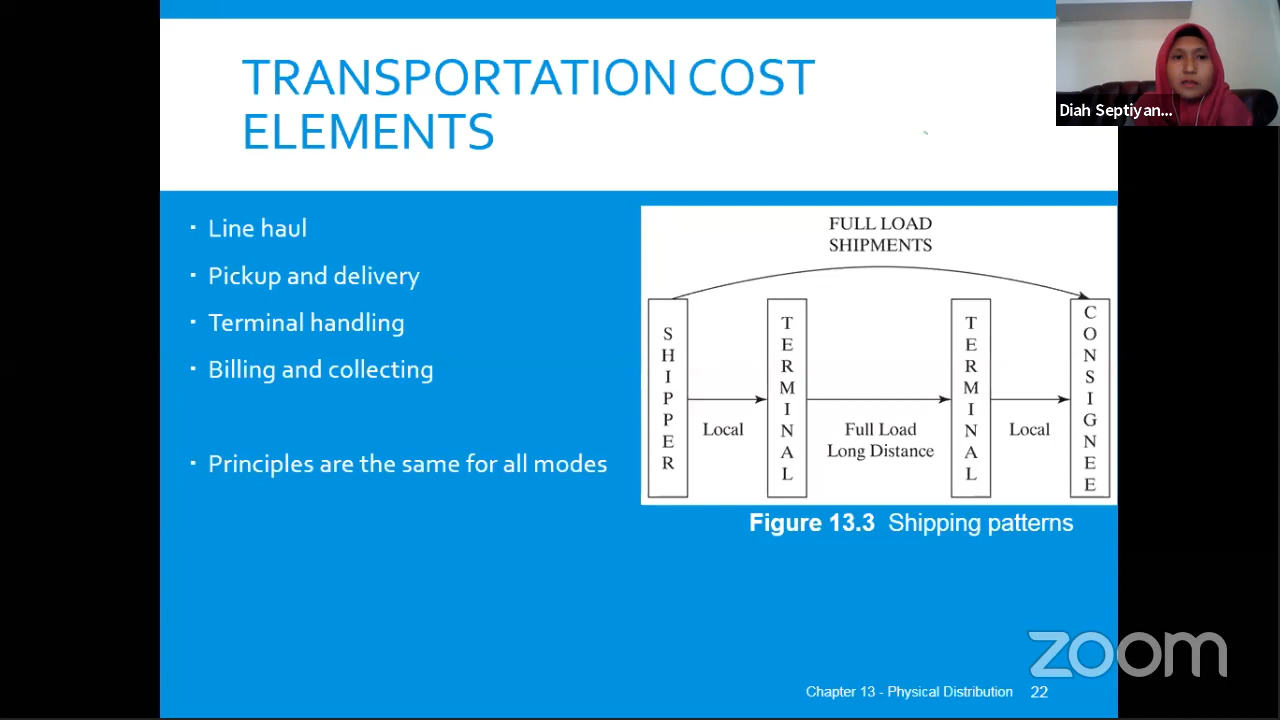 TRANSPORTATION COST
ELEMENTS
Diah Septiyan...
▪ Line haul
▪ Pickup and delivery
▪ Terminal handling
▪ Billing and collecting
▪ Principles are the same for all modes
FULL LOAD
SHIPMENTS
SHIPPER
TERMINAL
TERMINAL
CONSIGNEE
Local
Full Load
Long Distance
Local
Figure 13.3 Shipping patterns
zoom
Chapter 13 - Physical Distribution 22